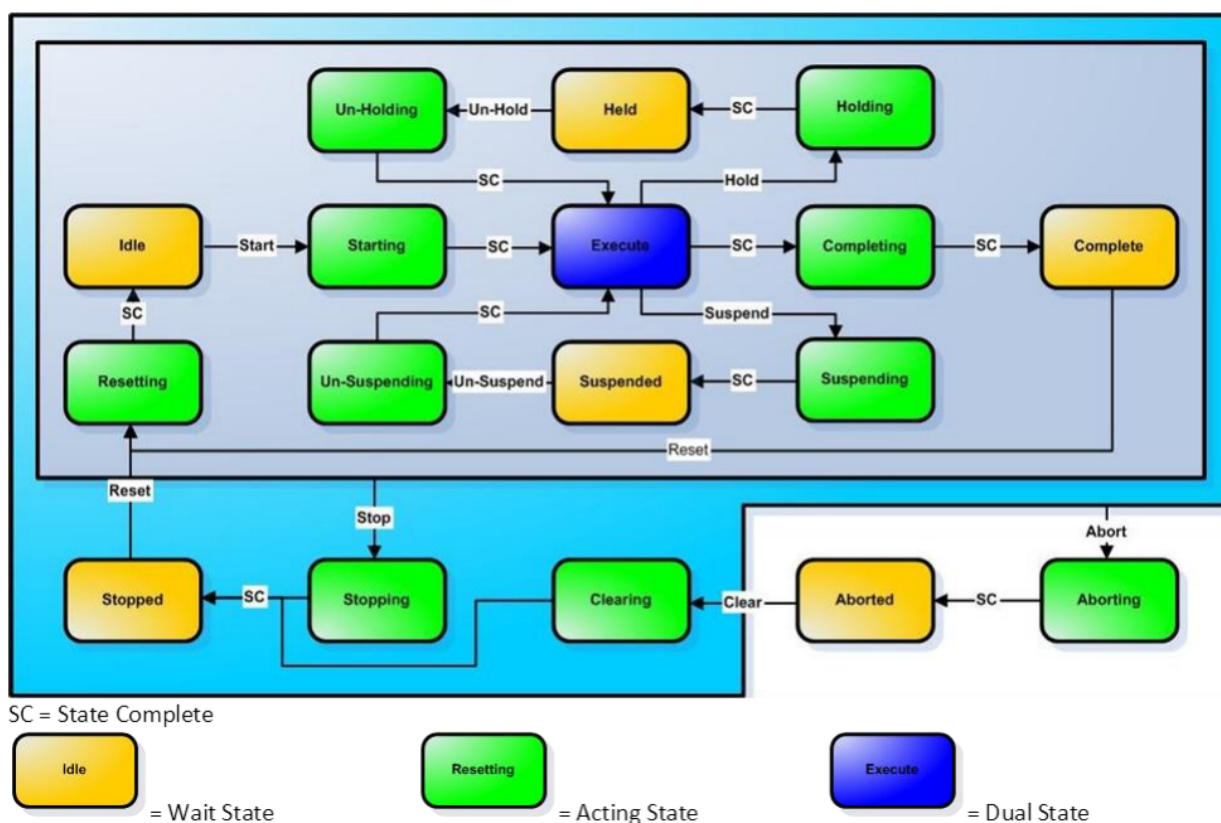 Un-Holding
Un-Hold
Held
SC
Holding
SC
Hold
Idle
Start
Starting
SC
Execute
SC
Completing
SC
Complete
SC
SC
Suspend
Resetting
Un-Suspending
Un-Suspend
Suspended
SC
Suspending
Reset
Reset
Stop
Abort
Stopped
SC
Stopping
Clearing
Clear
Aborted
SC
Aborting
SC = State Complete
Idle
= Wait State
Resetting
= Acting State
Execute
= Dual State